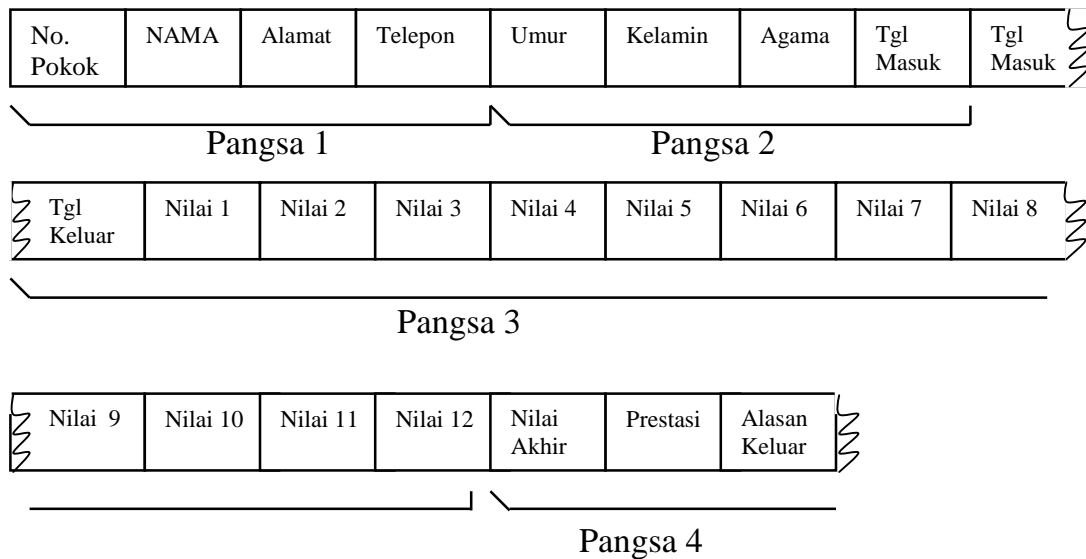 No. Pokok NAMA Alamat Telepon Umur Kelamin Agama Tgl Masuk Tgl Masuk
Pangsa 1 Pangsa 2
Tgl Keluar Nilai 1 Nilai 2 Nilai 3 Nilai 4 Nilai 5 Nilai 6 Nilai 7 Nilai 8
Pangsa 3
Nilai 9 Nilai 10 Nilai 11 Nilai 12 Nilai Akhir Prestasi Alasan Keluar
Pangsa 4